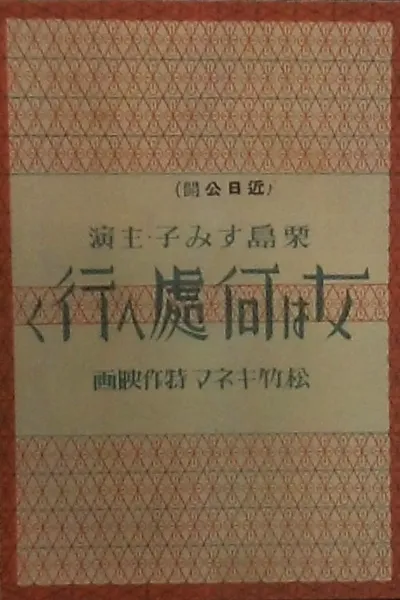 (近日公開)
栗島すみ子・主演
女は何處へ行く
松竹キネマ特作映画